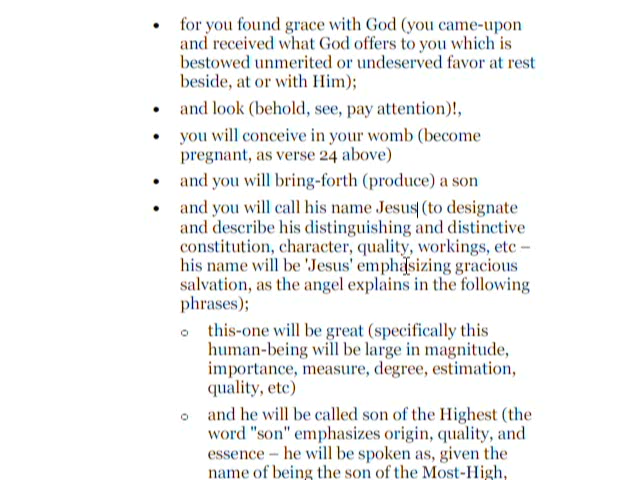 • for you found grace with God (you came-upon
and received what God offers to you which is
bestowed unmerited or undeserved favor at rest
beside, at or with Him);
• and look (behold, see, pay attention)!,
• you will conceive in your womb (become
pregnant, as verse 24 above)
• and you will bring-forth (produce) a son
• and you will call his name Jesus (to designate
and describe his distinguishing and distinctive
constitution, character, quality, workings, etc –
his name will be 'Jesus' emphasizing gracious
salvation, as the angel explains in the following
phrases);
o this-one will be great (specifically this
human-being will be large in magnitude,
importance, measure, degree, estimation,
quality, etc)
o and he will be called son of the Highest (the
word "son" emphasizes origin, quality, and
essence – he will be spoken as, given the
name of being the son of the Most-High,